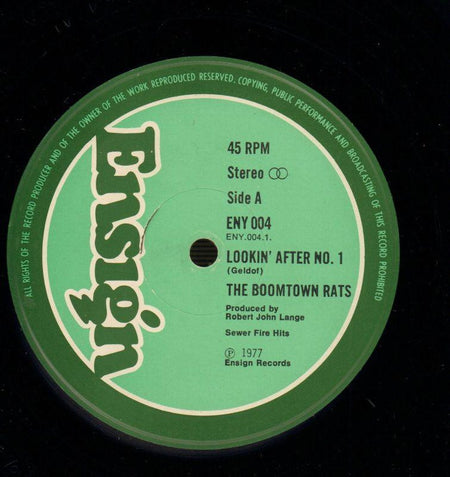 ALL RIGHTS OF THE RECORD PRODUCER AND OF THE OWNER OF THE WORK REPRODUCED RESERVED. COPYING, PUBLIC PERFORMANCE AND BROADCASTING OF THIS RECORD PROHIBITED
Ensign
45 RPM
Stereo
Side A
ENY 004
ENY.004.1.
LOOKIN' AFTER NO. 1
(Geldof)
THE BOOMTOWN RATS
Produced by
Robert John Lange
Sewer Fire Hits
Ⓟ 1977
Ensign Records